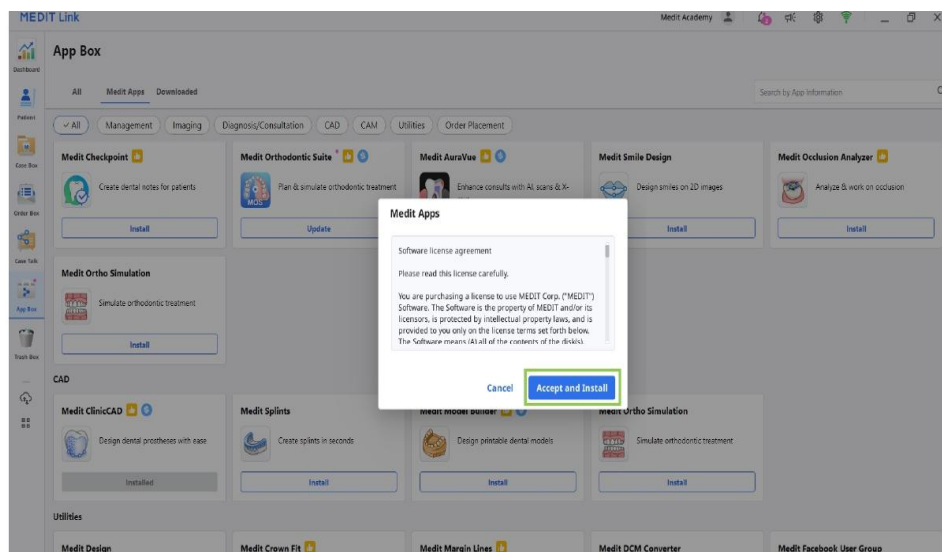 MEDIT Link
Medit Academy
App Box
All Medit Apps Downloaded
Search by App Information
All Management Imaging Diagnosis/Consultation CAD CAM Utilities Order Placement
Dashboard
Patient
Case Box
Order Box
Case Talk
App Box
Trash Box
Medit Checkpoint
Create dental notes for patients
Install
Medit Orthodontic Suite *
MOS
Plan & simulate orthodontic treatment
Update
Medit AuraVue
Enhance consults with AI, scans & X-
Medit Smile Design
Design smiles on 2D images
Install
Medit Occlusion Analyzer
Analyze & work on occlusion
Install
Medit Ortho Simulation
Simulate orthodontic treatment
Install
Medit Apps
Software license agreement
Please read this license carefully.
You are purchasing a license to use MEDIT Corp. ("MEDIT")
Software. The Software is the property of MEDIT and/or its
licensors, is protected by intellectual property laws, and is
provided to you only on the license terms set forth below.
The Software means (A) all of the contents of the disk(s),
Cancel Accept and Install
CAD
Medit ClinicCAD
Design dental prostheses with ease
Installed
Medit Splints
Create splints in seconds
Install
Medit Model Builder
Design printable dental models
Install
Medit Ortho Simulation
Simulate orthodontic treatment
Install
Utilities
Medit Design
Medit Crown Fit
Medit Margin Lines
Medit DCM Converter
Medit Facebook User Group